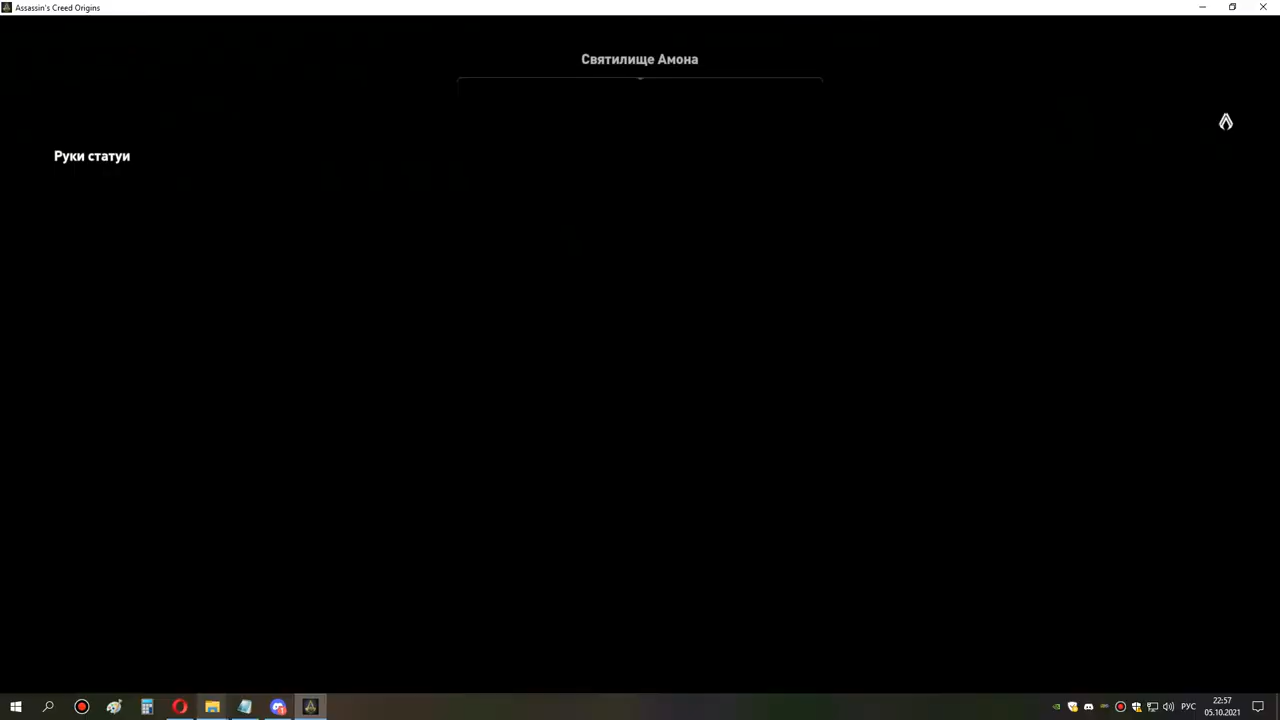 Assassin's Creed Origins
Святилище Амона
Руки статуи
22:57
РУС
05.10.2021